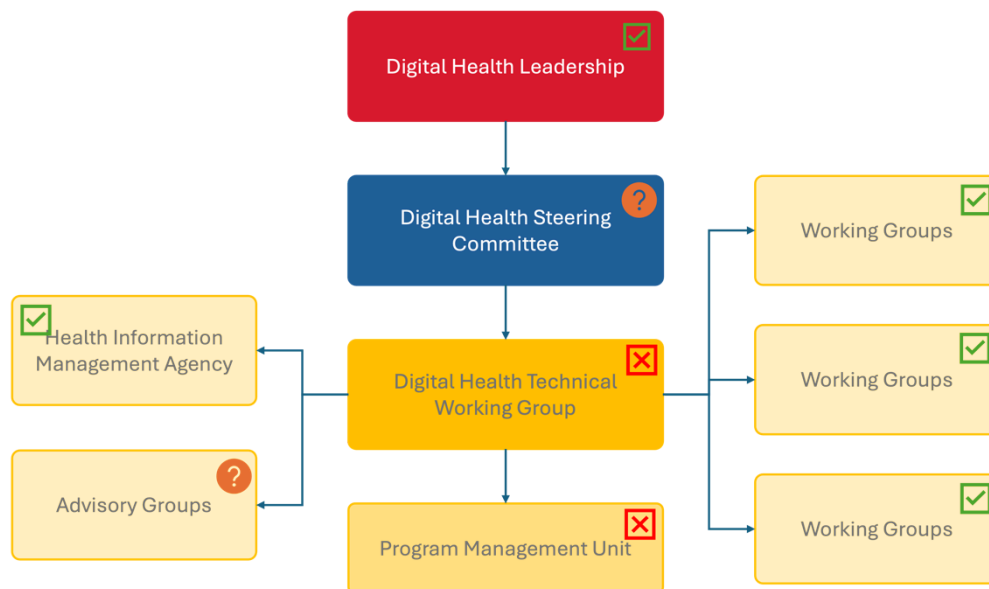 Digital Health Leadership
?
Digital Health Steering
Committee
Working Groups
Health Information
Management Agency
Digital Health Technical
Working Group
Working Groups
?
Advisory Groups
Program Management Unit
Working Groups